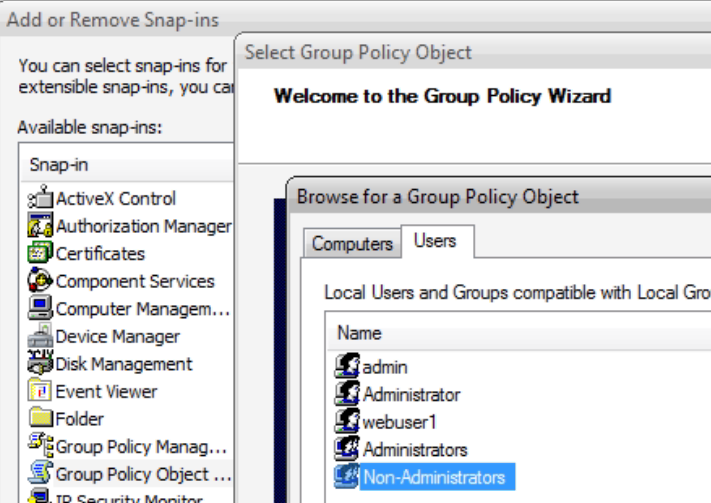 Add or Remove Snap-ins
Select Group Policy Object
You can select snap-ins for
extensible snap-ins, you can
Welcome to the Group Policy Wizard
Available snap-ins:
Snap-in
ActiveX Control
Authorization Manager
Certificates
Component Services
Computer Managem...
Device Manager
Disk Management
Event Viewer
Folder
Group Policy Manag...
Group Policy Object ...
IP Security Monitor
Browse for a Group Policy Object
Computers
Users
Local Users and Groups compatible with Local Gro
Name
admin
Administrator
webuser1
Administrators
Non-Administrators